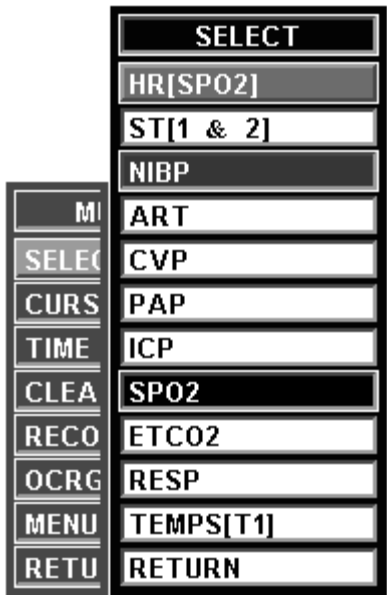 SELECT
HR[SPO2]
ST[1 & 2]
NIBP
ART
CVP
PAP
ICP
SPO2
ETCO2
RESP
TEMPS[T1]
RETURN
SELEC
CURS
TIME
CLEA
RECO
OCRG
MENU
RETU